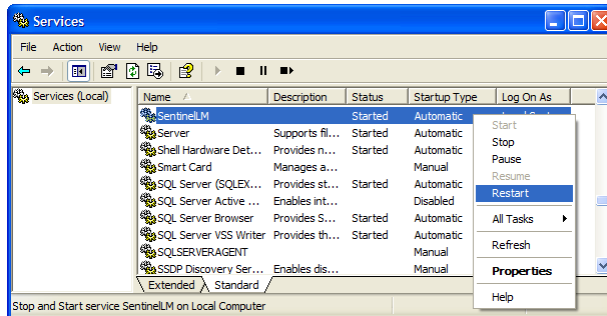 Services
File Action View Help
Services (Local)
Name Description Status Startup Type Log On As
SentinelLM Started Automatic
Server Supports fil... Started Automatic
Shell Hardware Det... Provides n... Started Automatic
Smart Card Manages a... Manual
SQL Server (SQLEX... Provides st... Started Automatic
SQL Server Active ... Enables int... Disabled
SQL Server Browser Provides S... Started Automatic
SQL Server VSS Writer Provides th... Started Automatic
SQLSERVERAGENT Manual
SSDP Discovery Ser... Enables dis... Manual
Start
Stop
Pause
Resume
Restart
All Tasks
Refresh
Properties
Help
Extended Standard
Stop and Start service SentinelLM on Local Computer